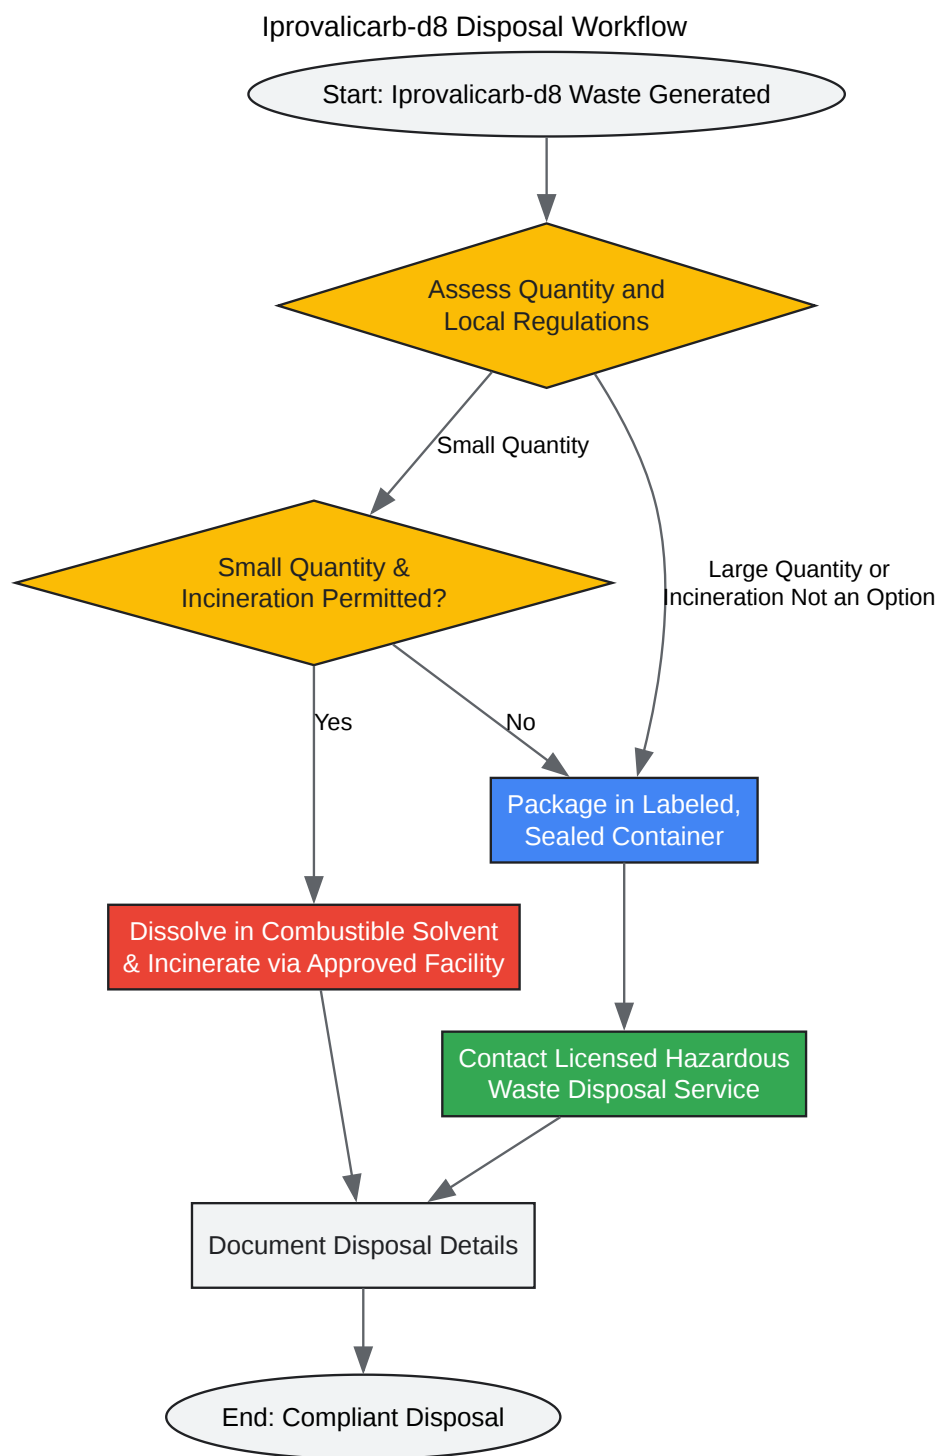 Iprovalicarb-d8 Disposal Workflow
Start: Iprovalicarb-d8 Waste Generated
Assess Quantity and
Local Regulations
Small Quantity
Small Quantity &
Incineration Permitted?
Large Quantity or
Incineration Not an Option
Yes
No
Package in Labeled,
Sealed Container
Dissolve in Combustible Solvent
& Incinerate via Approved Facility
Contact Licensed Hazardous
Waste Disposal Service
Document Disposal Details
End: Compliant Disposal